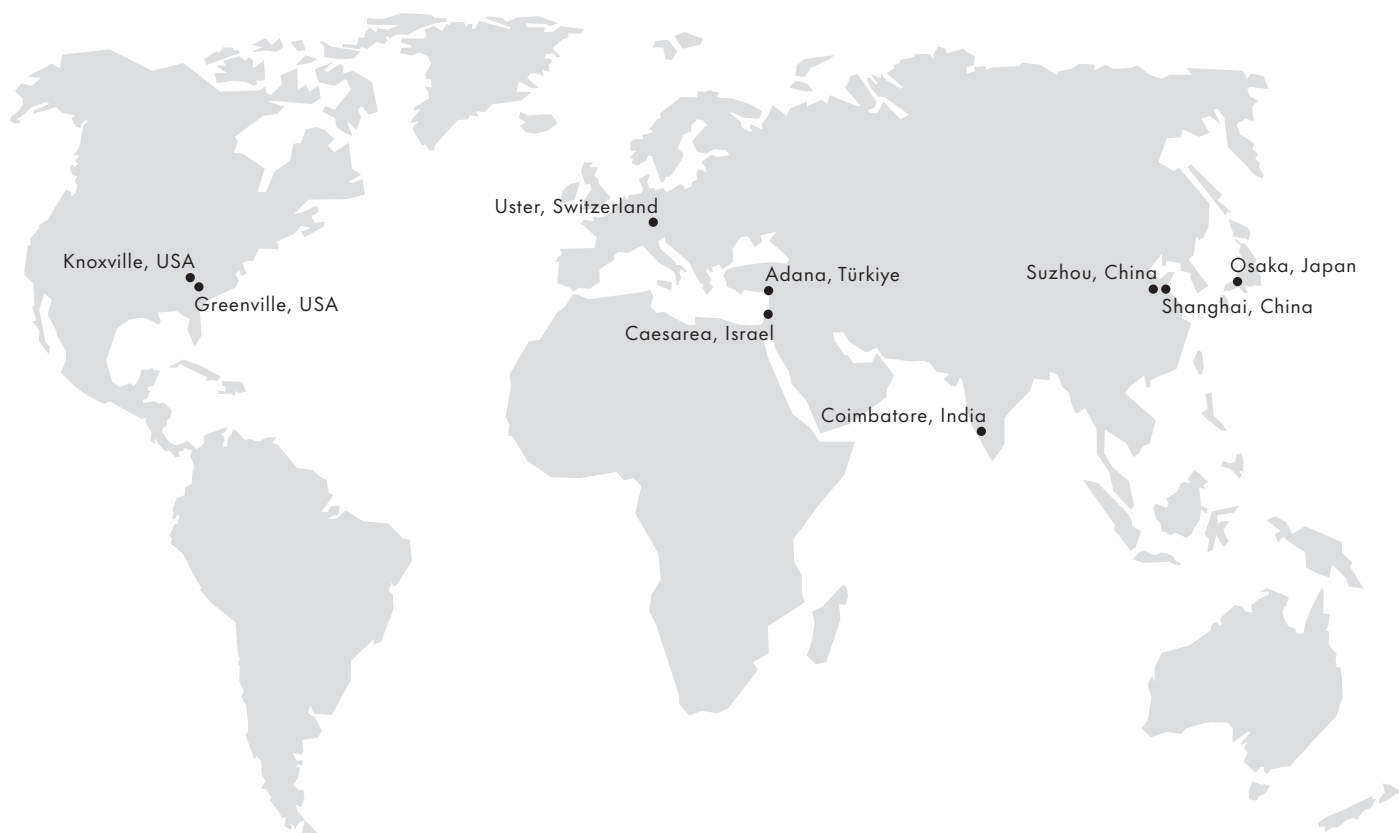 Uster, Switzerland
Knoxville, USA
Greenville, USA
Adana, Türkiye
Caesarea, Israel
Suzhou, China
Osaka, Japan
Shanghai, China
Coimbatore, India